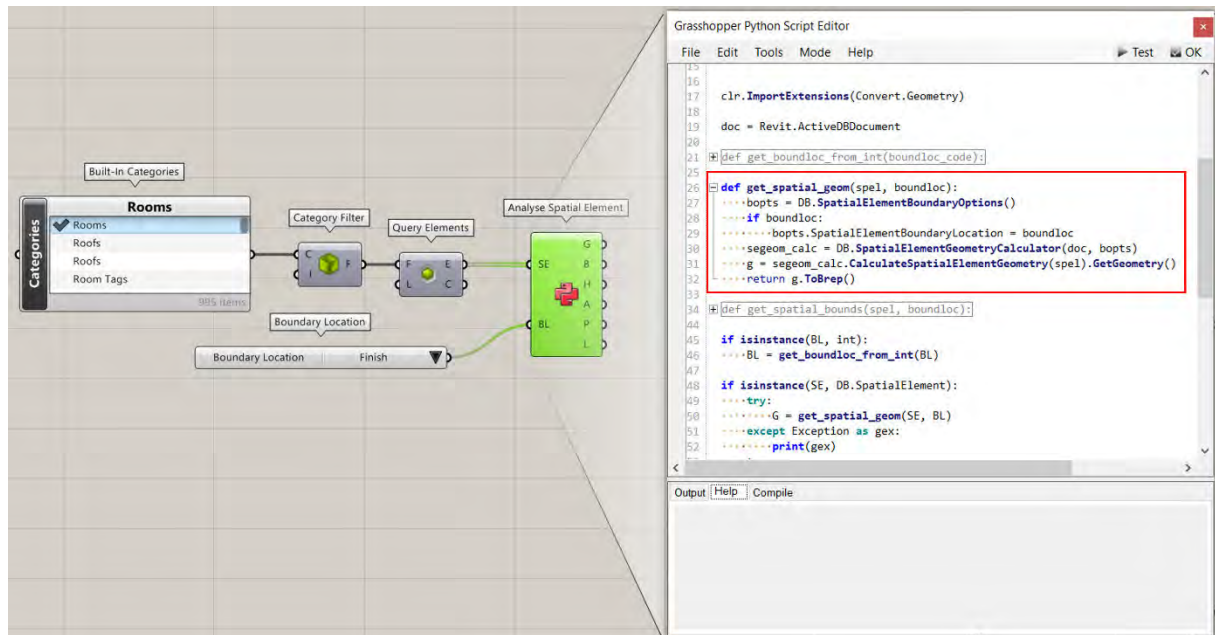 Built-In Categories
Categories
Rooms
Rooms
Roofs
Roofs
Room Tags
985 items
Category Filter
C
I
F
Query Elements
F
L
E
C
Boundary Location
Boundary Location Finish
Analyse Spatial Element
SE
BL
G
B
H
A
P
L
Grasshopper Python Script Editor
File Edit Tools Mode Help
Test OK
15
16
17 clr.ImportExtensions(Convert.Geometry)
18
19 doc = Revit.ActiveDBDocument
20
21 def get_boundloc_from_int(boundloc_code):
25
26 def get_spatial_geom(spel, boundloc):
27 ····bopts = DB.SpatialElementBoundaryOptions()
28 ····if boundloc:
29 ········bopts.SpatialElementBoundaryLocation = boundloc
30 ····segeom_calc = DB.SpatialElementGeometryCalculator(doc, bopts)
31 ····g = segeom_calc.CalculateSpatialElementGeometry(spel).GetGeometry()
32 ····return g.ToBrep()
33
34 def get_spatial_bounds(spel, boundloc):
44
45 if isinstance(BL, int):
46 ····BL = get_boundloc_from_int(BL)
47
48 if isinstance(SE, DB.SpatialElement):
49 ····try:
50 ········G = get_spatial_geom(SE, BL)
51 ····except Exception as gex:
52 ········print(gex)
Output Help Compile